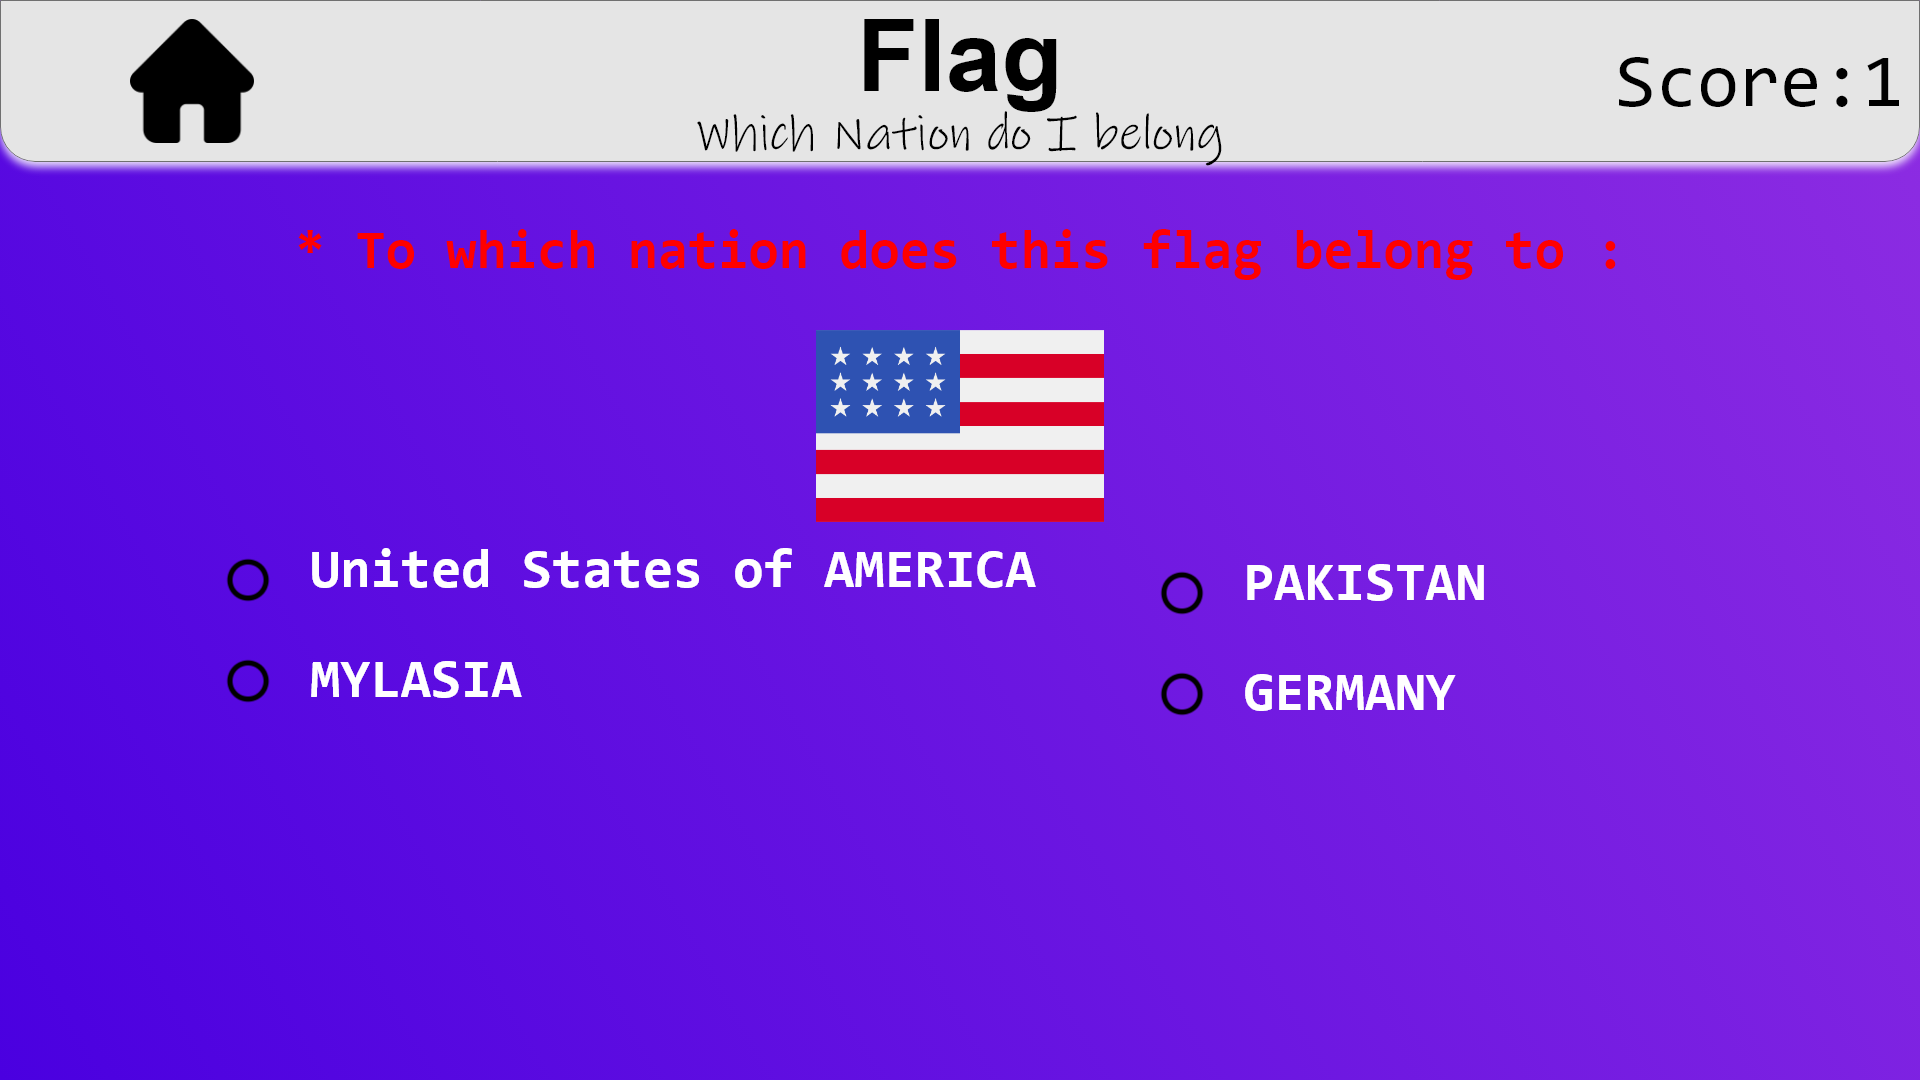 Flag
Which Nation do I belong
Score:1
* To which nation does this flag belong to :
United States of AMERICA
PAKISTAN
MYLASIA
GERMANY